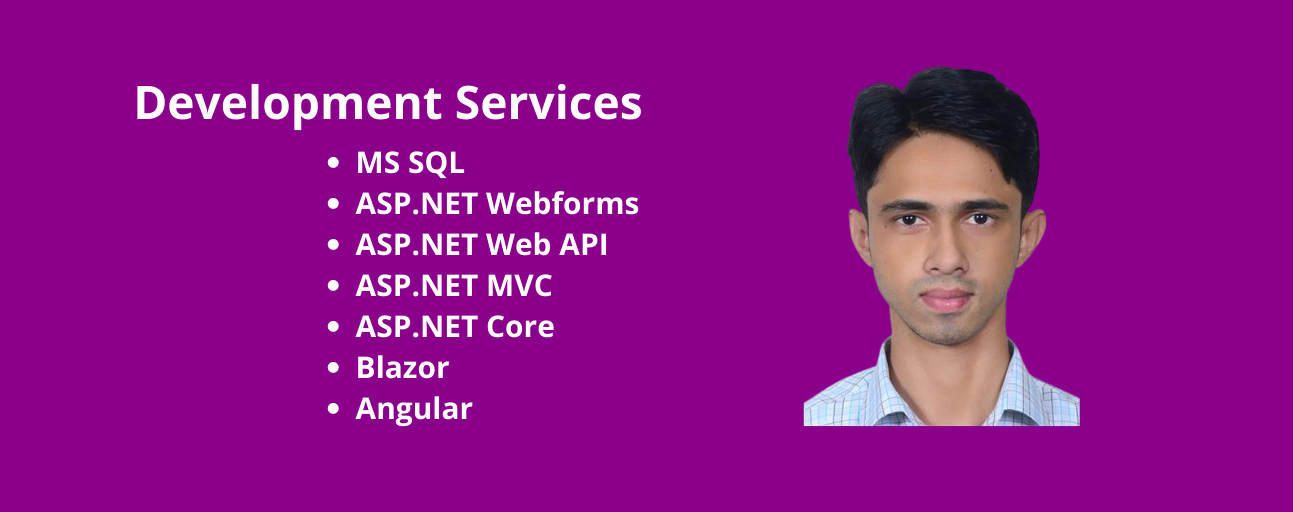 Development Services
• MS SQL
• ASP.NET Webforms
• ASP.NET Web API
• ASP.NET MVC
• ASP.NET Core
• Blazor
• Angular